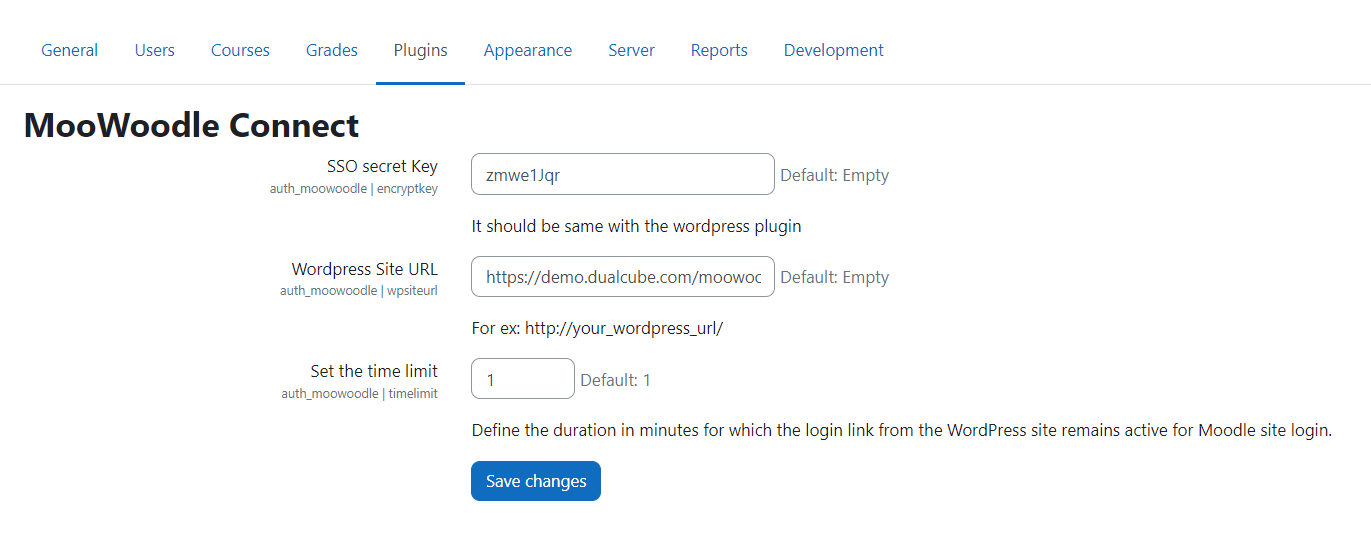 General Users Courses Grades Plugins Appearance Server Reports Development
MooWoodle Connect
SSO secret Key
auth_moowoodle | encryptkey
zmwe1Jqr Default: Empty
It should be same with the wordpress plugin
Wordpress Site URL
auth_moowoodle | wpsiteurl
https://demo.dualcube.com/moowoo Default: Empty
For ex: http://your_wordpress_url/
Set the time limit
auth_moowoodle | timelimit
1 Default: 1
Define the duration in minutes for which the login link from the WordPress site remains active for Moodle site login.
Save changes